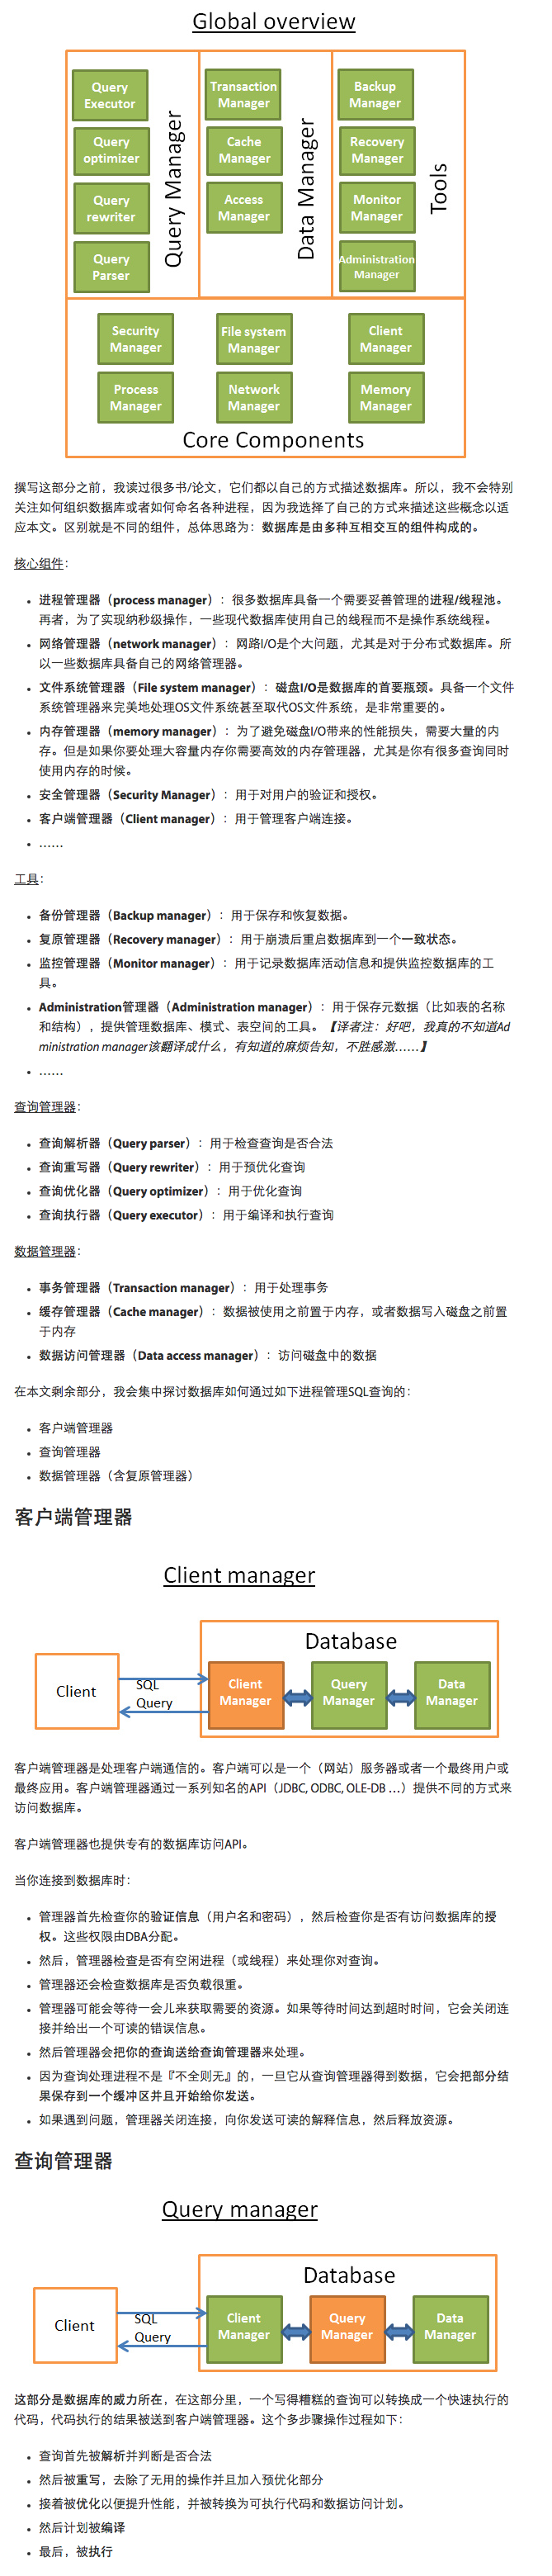 Global overview
Query Executor
Query optimizer
Query rewriter
Query Parser
Query Manager
Transaction Manager
Cache Manager
Access Manager
Data Manager
Backup Manager
Recovery Manager
Monitor Manager
Administration Manager
Tools
Security Manager
File system Manager
Client Manager
Process Manager
Network Manager
Memory Manager
Core Components
撰写这部分之前，我读过很多书/论文，它们都以自己的方式描述数据库。所以，我不会特别
关注如何组织数据库或者如何命名各种进程，因为我选择了自己的方式来描述这些概念以适
应本文。区别就是不同的组件，总体思路为：数据库是由多种互相交互的组件构成的。
核心组件：
• 进程管理器（process manager）：很多数据库具备一个需要妥善管理的进程/线程池。
再者，为了实现纳秒级操作，一些现代数据库使用自己的线程而不是操作系统线程。
• 网络管理器（network manager）：网路I/O是个大问题，尤其是对于分布式数据库。所
以一些数据库具备自己的网络管理器。
• 文件系统管理器（File system manager）：磁盘I/O是数据库的首要瓶颈。具备一个文件
系统管理器来完美地处理OS文件系统甚至取代OS文件系统，是非常重要的。
• 内存管理器（memory manager）：为了避免磁盘I/O带来的性能损失，需要大量的内
存。但是如果你要处理大容量内存你需要高效的内存管理器，尤其是你有很多查询同时
使用内存的时候。
• 安全管理器（Security Manager）：用于对用户的验证和授权。
• 客户端管理器（Client manager）：用于管理客户端连接。
• ……
工具：
• 备份管理器（Backup manager）：用于保存和恢复数据。
• 复原管理器（Recovery manager）：用于崩溃后重启数据库到一个一致状态。
• 监控管理器（Monitor manager）：用于记录数据库活动信息和提供监控数据库的工
具。
• Administration管理器（Administration manager）：用于保存元数据（比如表的名称
和结构），提供管理数据库、模式、表空间的工具。【译者注：好吧，我真的不知道Ad
ministration manager该翻译成什么，有知道的麻烦告知，不胜感激……】
• ……
查询管理器：
• 查询解析器（Query parser）：用于检查查询是否合法
• 查询重写器（Query rewriter）：用于预优化查询
• 查询优化器（Query optimizer）：用于优化查询
• 查询执行器（Query executor）：用于编译和执行查询
数据管理器：
• 事务管理器（Transaction manager）：用于处理事务
• 缓存管理器（Cache manager）：数据被使用之前置于内存，或者数据写入磁盘之前置
于内存
• 数据访问管理器（Data access manager）：访问磁盘中的数据
在本文剩余部分，我会集中探讨数据库如何通过如下进程管理SQL查询的：
• 客户端管理器
• 查询管理器
• 数据管理器（含复原管理器）
客户端管理器
Client manager
Database
Client
SQL Query
Client Manager
Query Manager
Data Manager
客户端管理器是处理客户端通信的。客户端可以是一个（网站）服务器或者一个最终用户或
最终应用。客户端管理器通过一系列知名的API（JDBC, ODBC, OLE-DB …）提供不同的方式来
访问数据库。
客户端管理器也提供专有的数据库访问API。
当你连接到数据库时：
• 管理器首先检查你的验证信息（用户名和密码），然后检查你是否有访问数据库的授
权。这些权限由DBA分配。
• 然后，管理器检查是否有空闲进程（或线程）来处理你对查询。
• 管理器还会检查数据库是否负载很重。
• 管理器可能会等待一会儿来获取需要的资源。如果等待时间达到超时时间，它会关闭连
接并给出一个可读的错误信息。
• 然后管理器会把你的查询送给查询管理器来处理。
• 因为查询处理进程不是『不全则无』的，一旦它从查询管理器得到数据，它会把部分结
果保存到一个缓冲区并且开始给你发送。
• 如果遇到问题，管理器关闭连接，向你发送可读的解释信息，然后释放资源。
查询管理器
Query manager
Database
Client
SQL Query
Client Manager
Query Manager
Data Manager
这部分是数据库的威力所在，在这部分里，一个写得糟糕的查询可以转换成一个快速执行的
代码，代码执行的结果被送到客户端管理器。这个多步骤操作过程如下：
• 查询首先被解析并判断是否合法
• 然后被重写，去除了无用的操作并且加入预优化部分
• 接着被优化以便提升性能，并被转换为可执行代码和数据访问计划。
• 然后计划被编译
• 最后，被执行